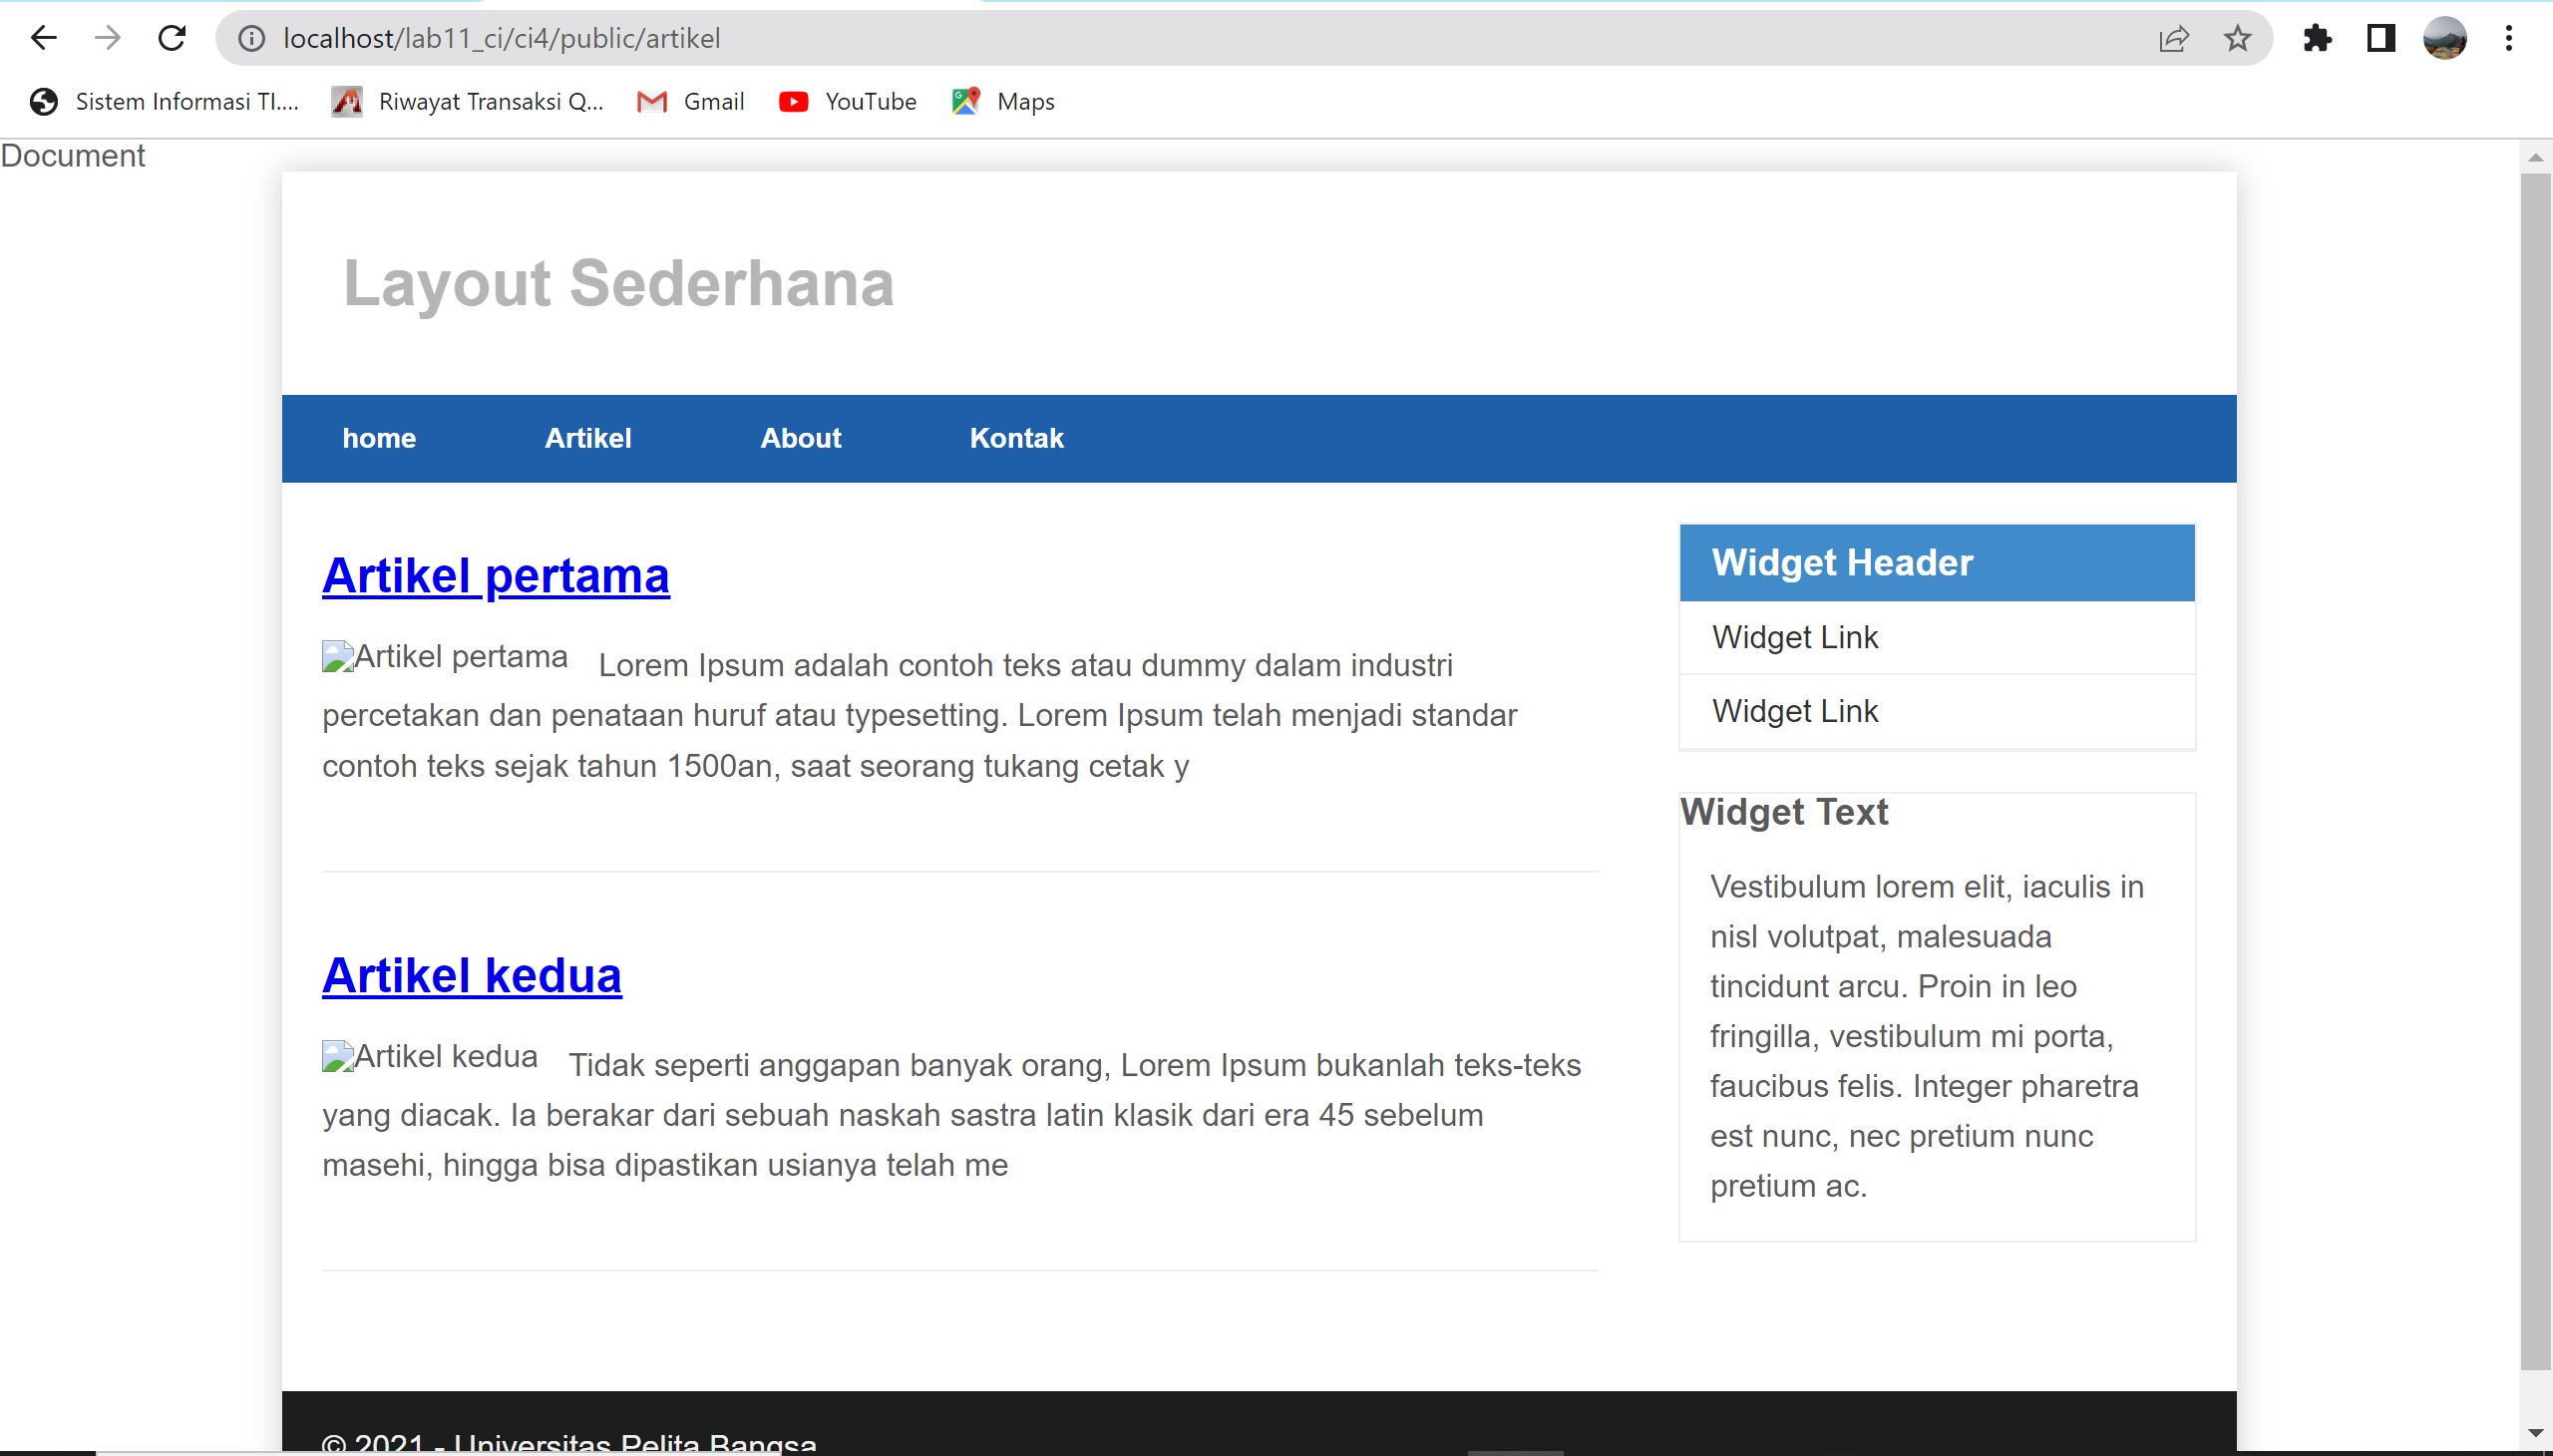 localhost/lab11_ci/ci4/public/artikel
Sistem Informasi TI.... Riwayat Transaksi Q... Gmail YouTube Maps
Document
Layout Sederhana
home Artikel About Kontak
Artikel pertama
Artikel pertama Lorem Ipsum adalah contoh teks atau dummy dalam industri
percetakan dan penataan huruf atau typesetting. Lorem Ipsum telah menjadi standar
contoh teks sejak tahun 1500an, saat seorang tukang cetak y
Artikel kedua
Artikel kedua Tidak seperti anggapan banyak orang, Lorem Ipsum bukanlah teks-teks
yang diacak. Ia berakar dari sebuah naskah sastra latin klasik dari era 45 sebelum
masehi, hingga bisa dipastikan usianya telah me
Widget Header
Widget Link
Widget Link
Widget Text
Vestibulum lorem elit, iaculis in
nisl volutpat, malesuada
tincidunt arcu. Proin in leo
fringilla, vestibulum mi porta,
faucibus felis. Integer pharetra
est nunc, nec pretium nunc
pretium ac.
© 2021 - Universitas Pelita Bangsa